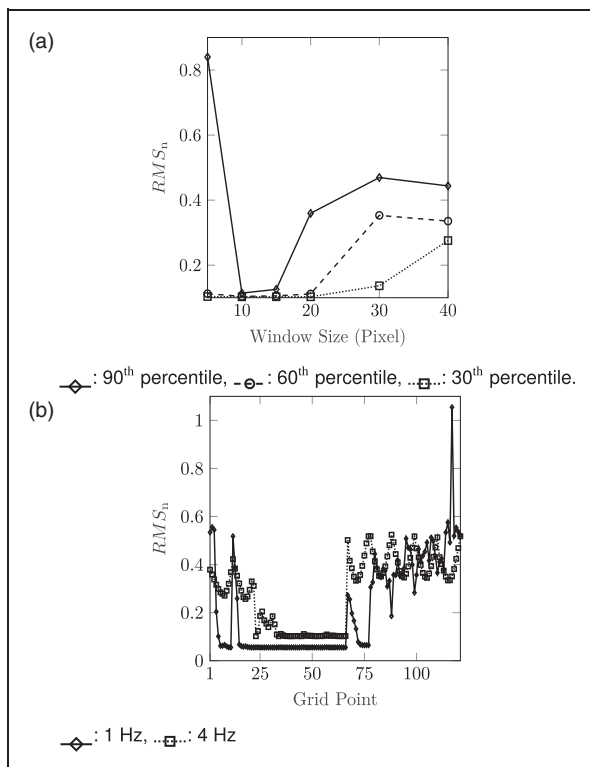 (a)
0.8
0.6
0.4
0.2
RMSn
10 20 30 40
Window Size (Pixel)
: 90th percentile, : 60th percentile, : 30th percentile.
(b)
1
0.8
0.6
0.4
0.2
0
RMSn
1 25 50 75 100
Grid Point
: 1 Hz, : 4 Hz